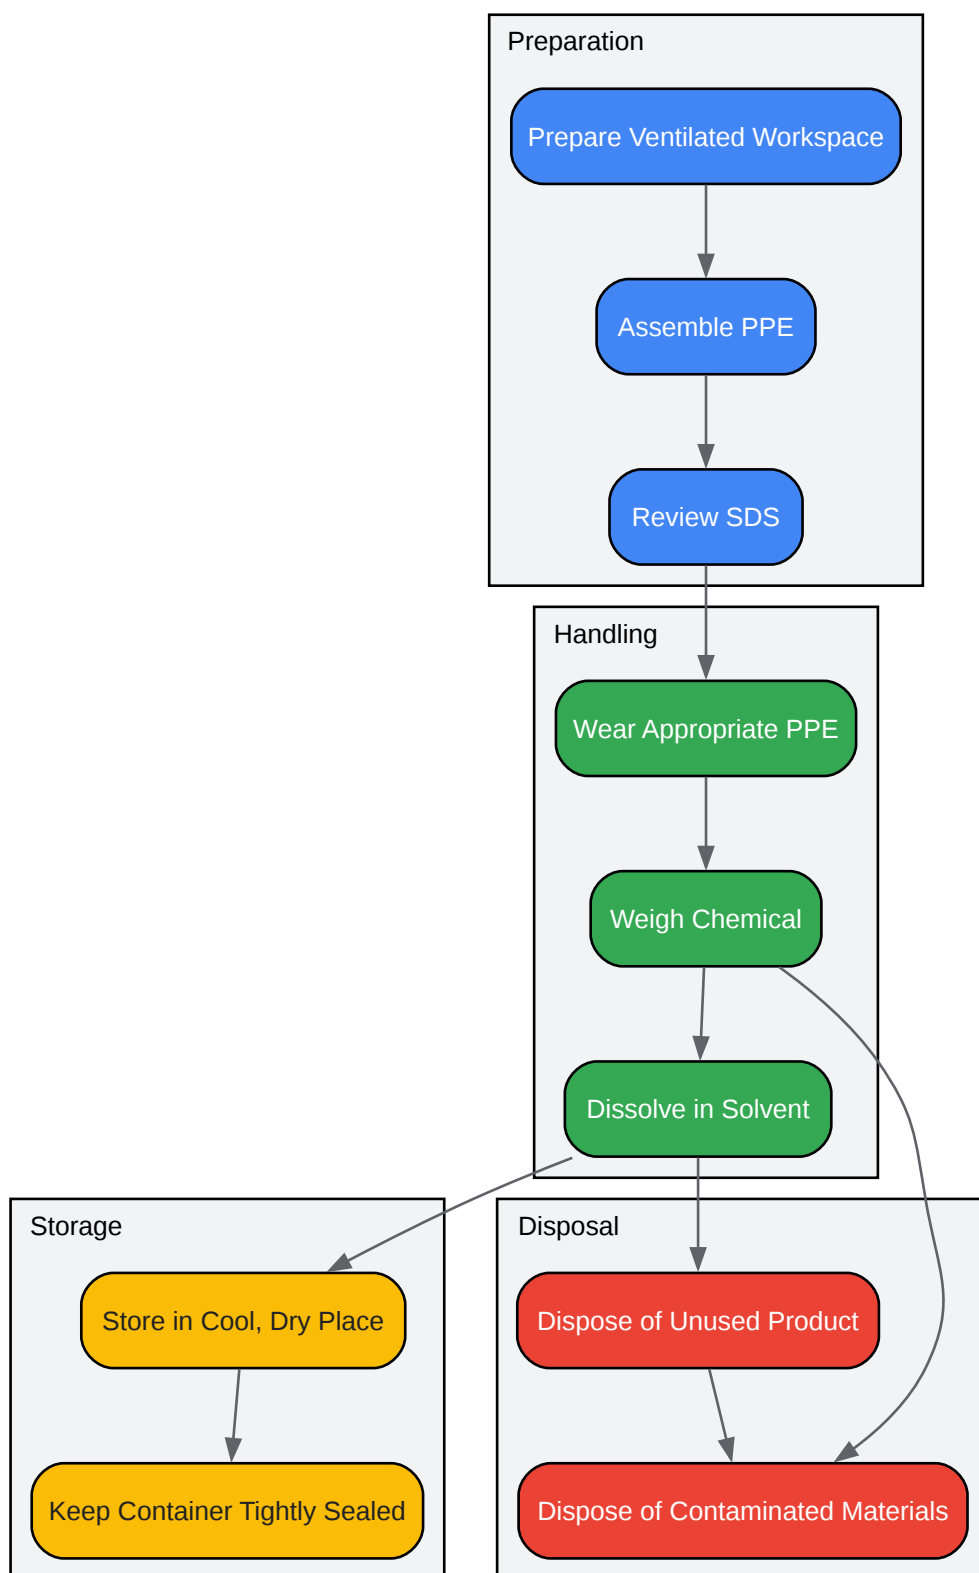 Preparation
Prepare Ventilated Workspace
Assemble PPE
Review SDS
Handling
Wear Appropriate PPE
Weigh Chemical
Dissolve in Solvent
Storage
Store in Cool, Dry Place
Keep Container Tightly Sealed
Disposal
Dispose of Unused Product
Dispose of Contaminated Materials